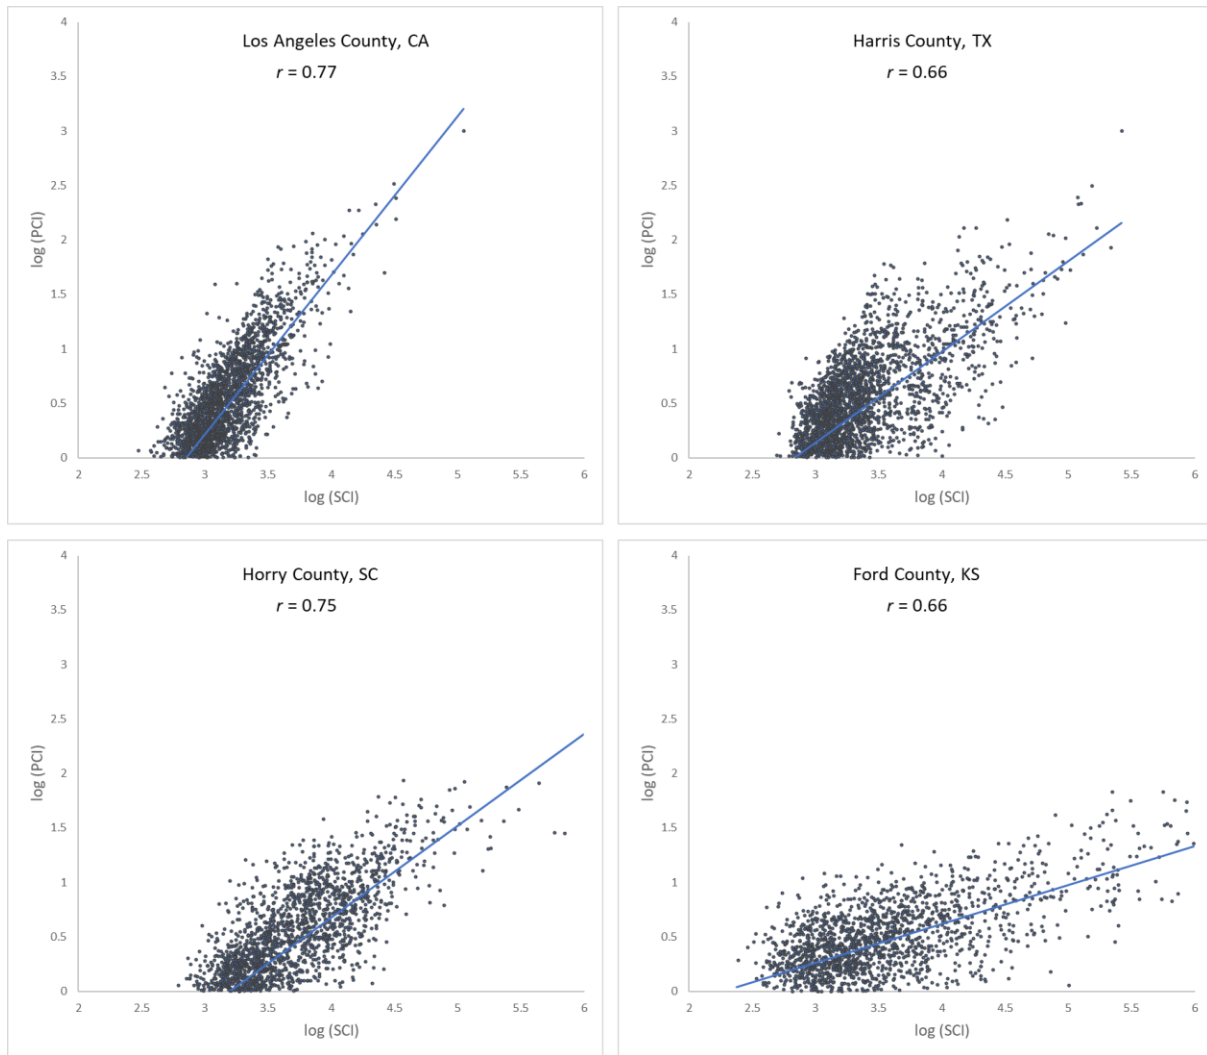 Los Angeles County, CA
r = 0.77
4
3.5
3
2.5
2
1.5
1
0.5
0
log (PCI)
2 2.5 3 3.5 4 4.5 5 5.5 6
log (SCI)
Harris County, TX
r = 0.66
4
3.5
3
2.5
2
1.5
1
0.5
0
log (PCI)
2 2.5 3 3.5 4 4.5 5 5.5 6
log (SCI)
Horry County, SC
r = 0.75
4
3.5
3
2.5
2
1.5
1
0.5
0
log (PCI)
2 2.5 3 3.5 4 4.5 5 5.5 6
log (SCI)
Ford County, KS
r = 0.66
4
3.5
3
2.5
2
1.5
1
0.5
0
log (PCI)
2 2.5 3 3.5 4 4.5 5 5.5 6
log (SCI)